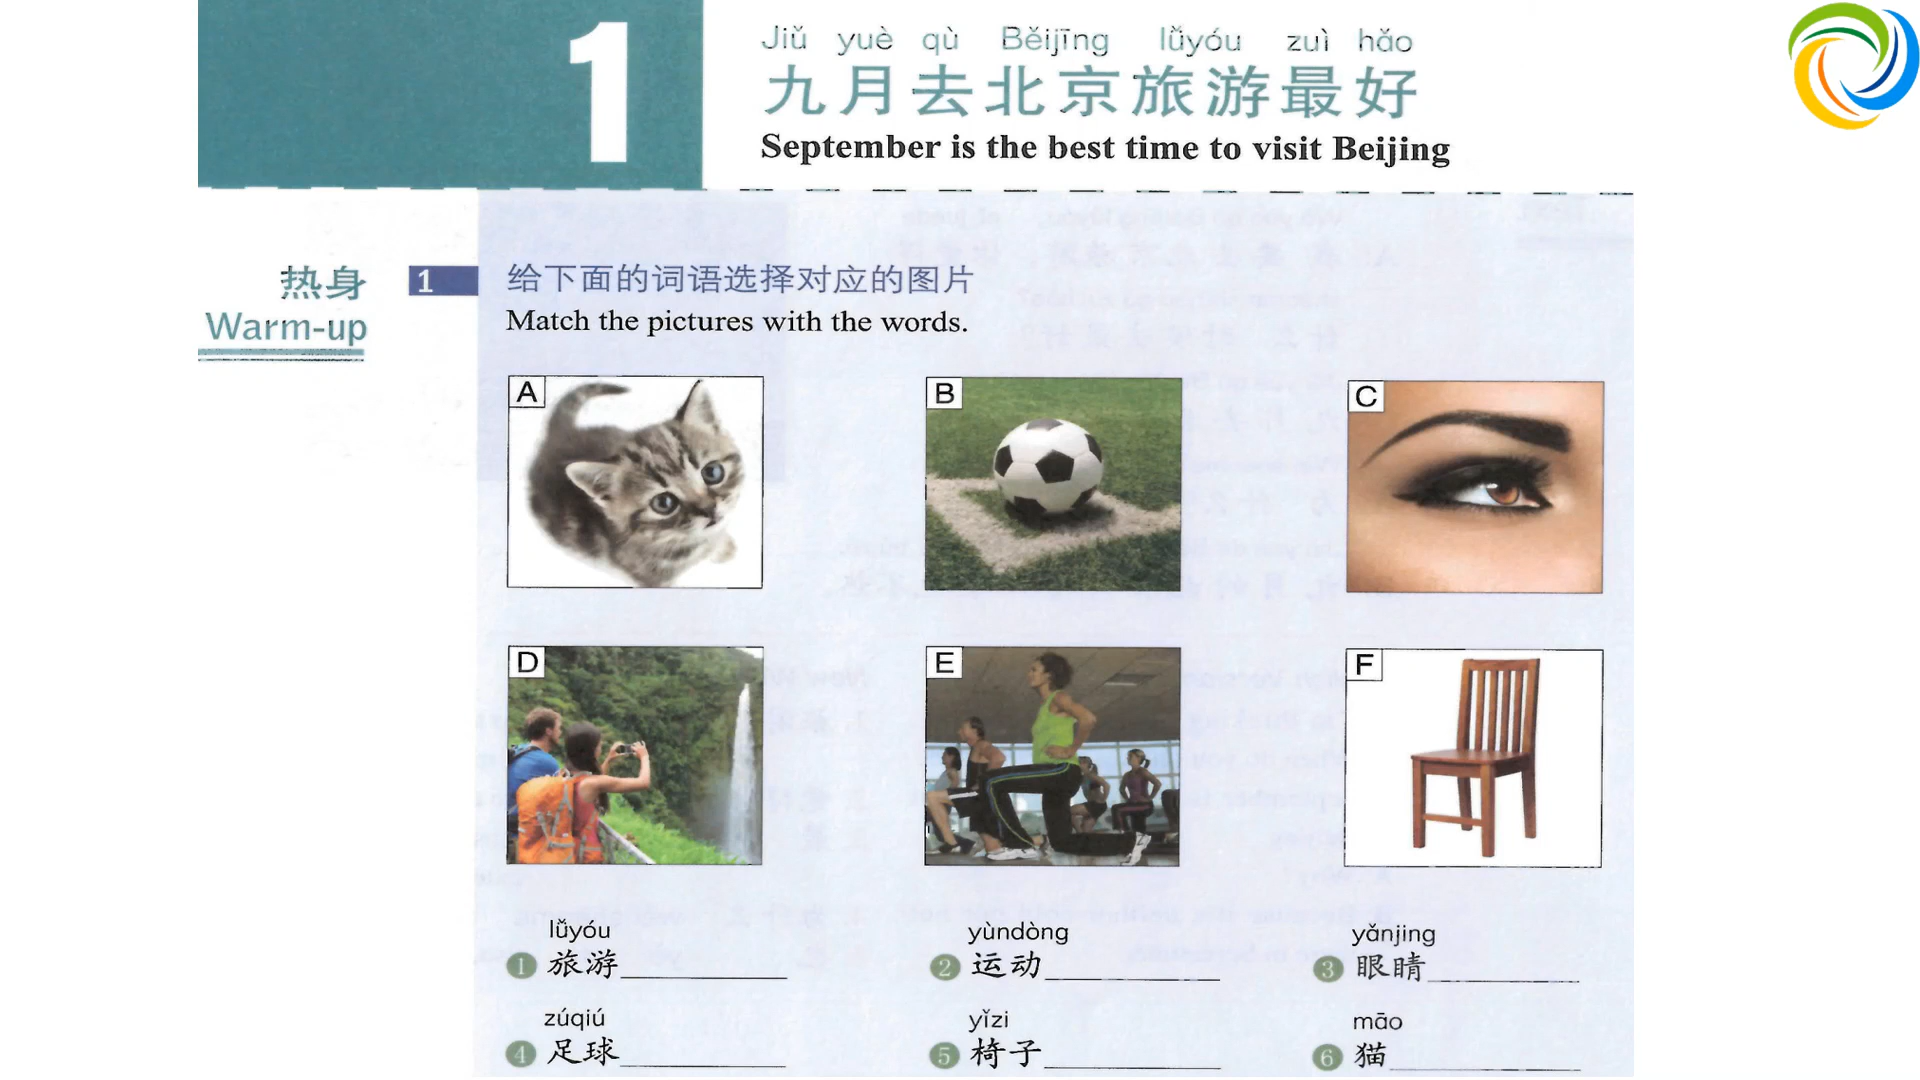 1
Jiǔ yuè qù Běijīng lǚyóu zuì hǎo
九月去北京旅游最好
September is the best time to visit Beijing
热身
Warm-up
1 给下面的词语选择对应的图片
Match the pictures with the words.
A
B
C
D
E
F
lǚyóu yùndòng yǎnjing
1 旅游 2 运动 3 眼睛
zúqiú yǐzi māo
4 足球 5 椅子 6 猫